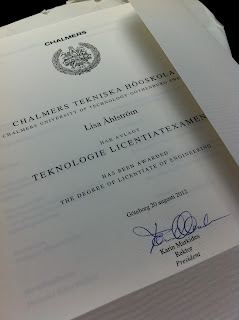 CHALMERS
CHALMERS TEKNISKA HÖGSKOLA
CHALMERS UNIVERSITY OF TECHNOLOGY GOTHENBURG
Lisa Åhlström
HAR AVLAGT
TEKNOLOGIE LICENTIATEXAMEN
HAS BEEN AWARDED
THE DEGREE OF LICENTIATE OF ENGINEERING
Göteborg 20 augusti 2012
Karin Markides
Rektor
President